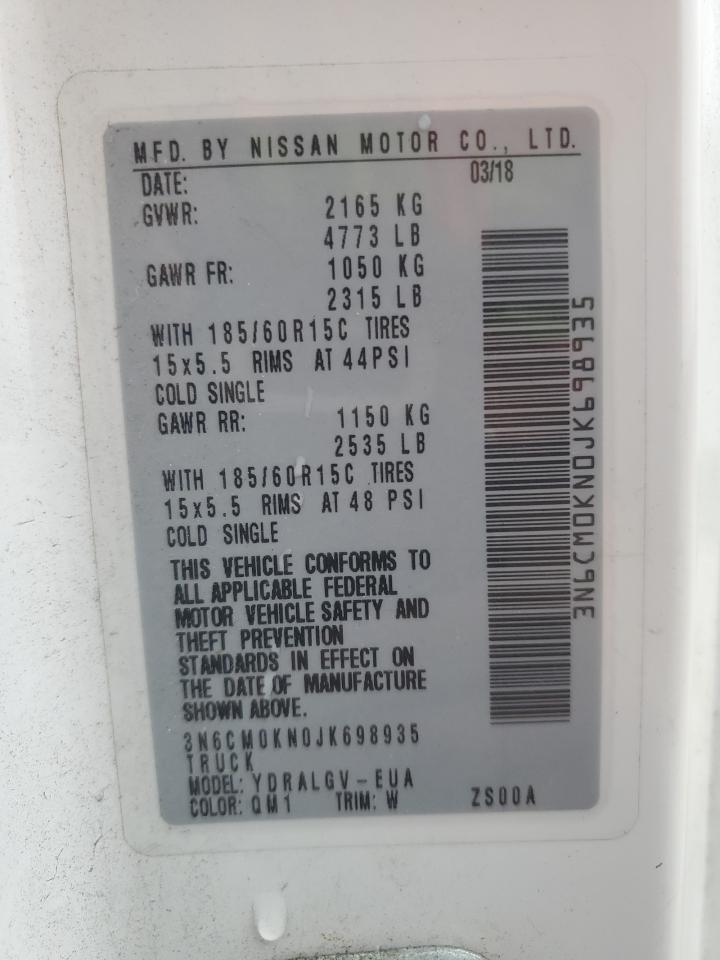 MFD. BY NISSAN MOTOR CO., LTD.
DATE: 03/18
GVWR: 2165 KG
4773 LB
GAWR FR: 1050 KG
2315 LB
WITH 185/60R15C TIRES
15x5.5 RIMS AT 44PSI
COLD SINGLE
GAWR RR: 1150 KG
2535 LB
WITH 185/60R15C TIRES
15x5.5 RIMS AT 48 PSI
COLD SINGLE
THIS VEHICLE CONFORMS TO
ALL APPLICABLE FEDERAL
MOTOR VEHICLE SAFETY AND
THEFT PREVENTION
STANDARDS IN EFFECT ON
THE DATE OF MANUFACTURE
SHOWN ABOVE.
3N6CM0KN0JK698935
TRUCK
MODEL: YDRALGV-EUA
COLOR: QM1 TRIM: W ZS00A
3N6CM0KN0JK698935